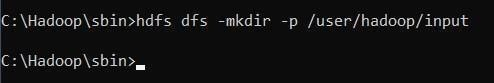 C:\Hadoop\sbin>hdfs dfs -mkdir -p /user/hadoop/input
C:\Hadoop\sbin>